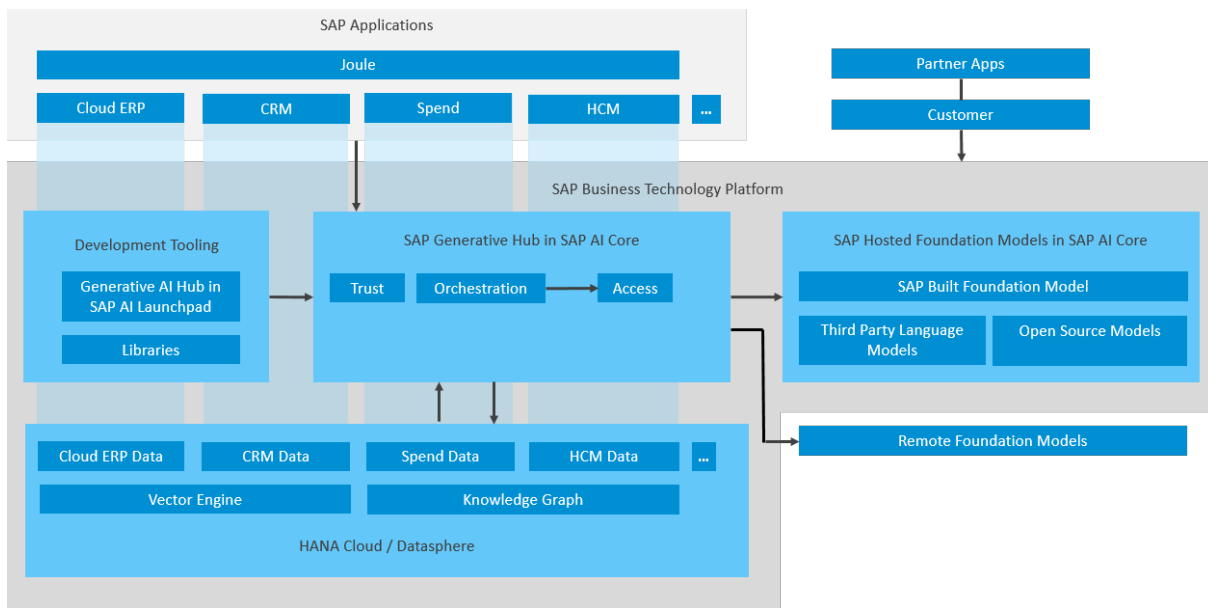 SAP Applications
Joule
Cloud ERP
CRM
Spend
HCM
...
Partner Apps
Customer
SAP Business Technology Platform
Development Tooling
Generative AI Hub in
SAP AI Launchpad
Libraries
SAP Generative Hub in SAP AI Core
Trust
Orchestration
Access
SAP Hosted Foundation Models in SAP AI Core
SAP Built Foundation Model
Third Party Language
Models
Open Source Models
Remote Foundation Models
Cloud ERP Data
CRM Data
Spend Data
HCM Data
...
Vector Engine
Knowledge Graph
HANA Cloud / Datasphere